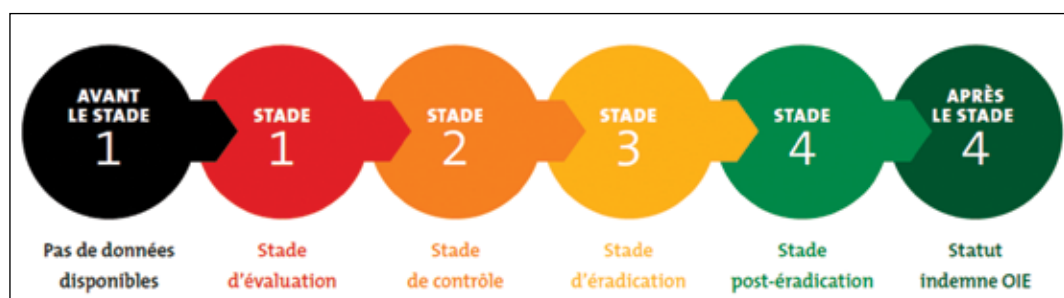 AVANT
LE STADE
1
STADE
1
STADE
2
STADE
3
STADE
4
APRÈS
LE STADE
4
Pas de données
disponibles
Stade
d'évaluation
Stade
de contrôle
Stade
d'éradication
Stade
post-éradication
Statut
indemne OIE